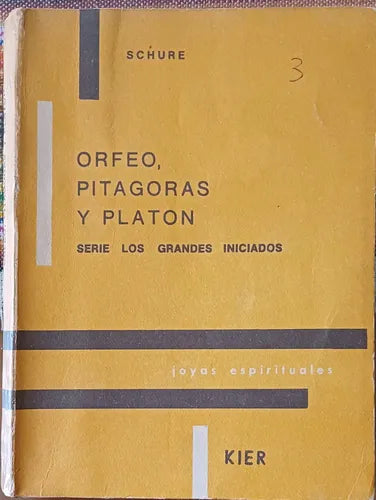 SCHURE
3
ORFEO,
PITAGORAS
Y PLATON
SERIE LOS GRANDES INICIADOS
joyas espirituales
KIER